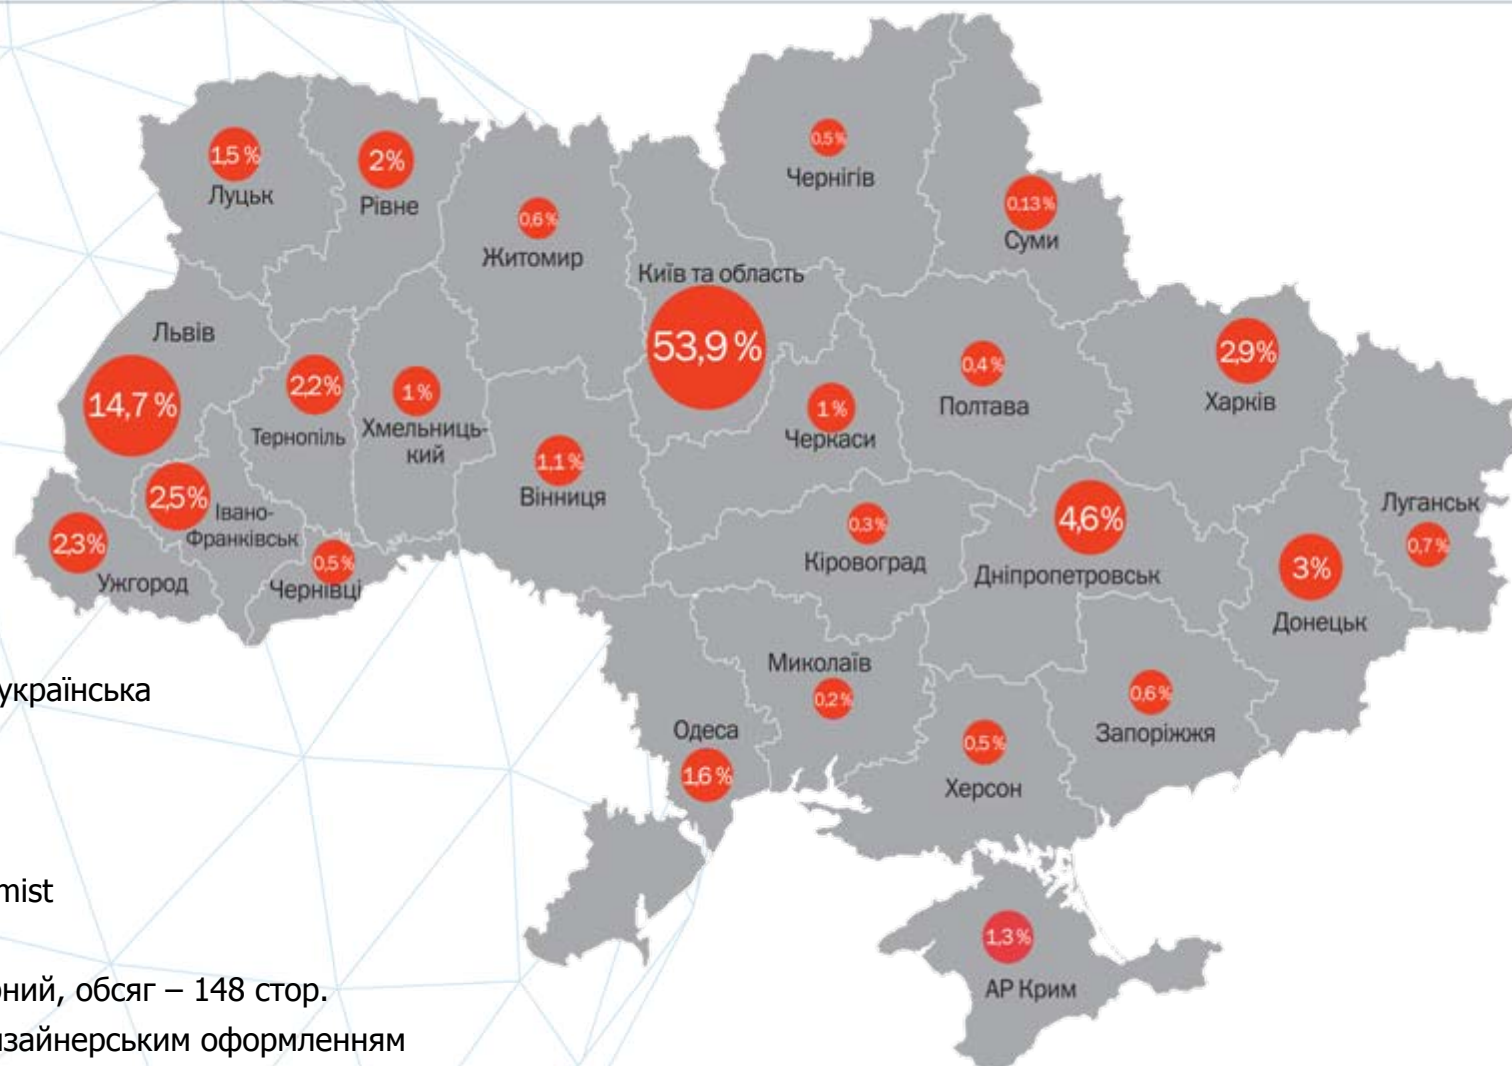 0,5 %
Чернігів
1,5 %
Луцьк
2%
Рівне
0,13 %
Суми
0,6 %
Житомир
Київ та область
53,9 %
Львів
14,7 %
2,2%
Тернопіль
1 %
Хмельниць-
кий
1 %
Черкаси
0,4 %
Полтава
2,9%
Харків
1,1 %
Вінниця
2,5%
Івано-
Франківськ
2,3%
Ужгород
0,5 %
Чернівці
0,3 %
Кіровоград
4,6%
Дніпропетровськ
3%
Донецьк
Луганськ
0,7 %
Миколаїв
0,2 %
0,6 %
Запоріжжя
Одеса
1,6 %
0,5 %
Херсон
1,3 %
АР Крим
українська
mist
ний, обсяг – 148 стор.
изайнерським оформленням